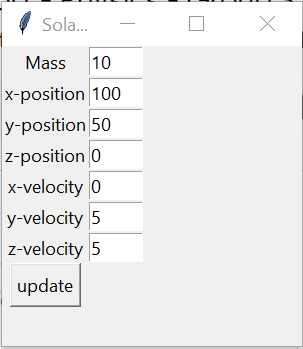 Sola...
Mass 10
x-position 100
y-position 50
z-position 0
x-velocity 0
y-velocity 5
z-velocity 5
update